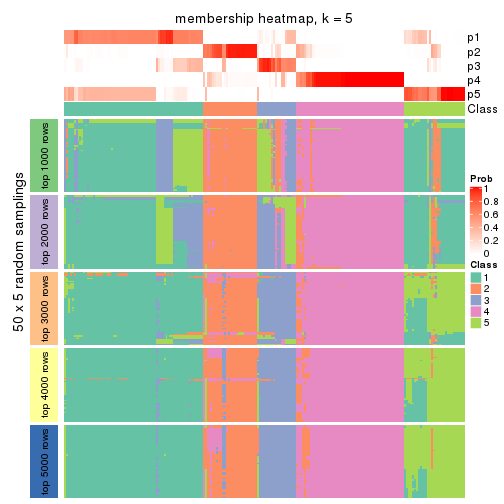 membership heatmap, k = 5
p1
p2
p3
p4
p5
Class
50 x 5 random samplings
top 1000 rows
top 2000 rows
top 3000 rows
top 4000 rows
top 5000 rows
Prob
1
0.8
0.6
0.4
0.2
0
Class
1
2
3
4
5